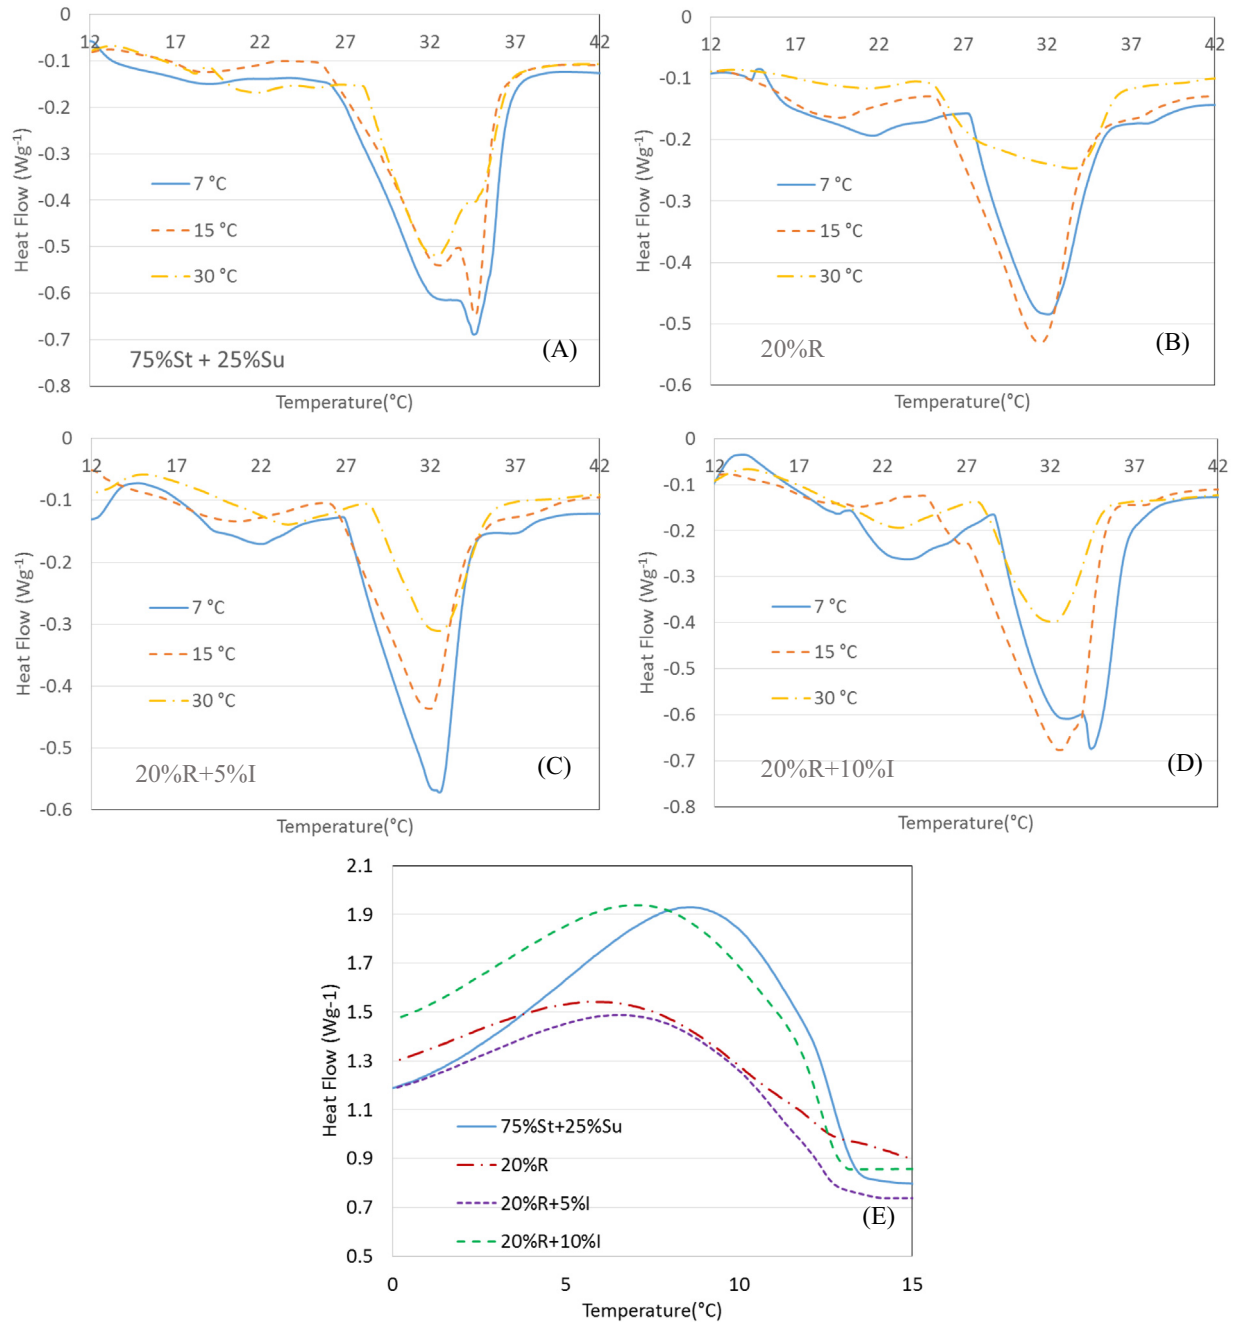 0
12 17 22 27 32 37 42
-0.1
-0.2
-0.3
-0.4
-0.5
-0.6
-0.7
-0.8
Heat Flow (Wg-1)
7 °C
15 °C
30 °C
75%St + 25%Su
(A)
Temperature(°C)
0
12 17 22 27 32 37 42
-0.1
-0.2
-0.3
-0.4
-0.5
-0.6
Heat Flow (Wg-1)
7 °C
15 °C
30 °C
20%R
(B)
Temperature(°C)
0
12 17 22 27 32 37 42
-0.1
-0.2
-0.3
-0.4
-0.5
-0.6
Heat Flow (Wg-1)
7 °C
15 °C
30 °C
20%R+5%I
(C)
Temperature(°C)
0
12 17 22 27 32 37 42
-0.1
-0.2
-0.3
-0.4
-0.5
-0.6
-0.7
-0.8
Heat Flow (Wg-1)
7 °C
15 °C
30 °C
20%R+10%I
(D)
Temperature(°C)
2.1
1.9
1.7
1.5
1.3
1.1
0.9
0.7
0.5
Heat Flow (Wg-1)
75%St+25%Su
20%R
20%R+5%I
20%R+10%I
(E)
0 5 10 15
Temperature(°C)